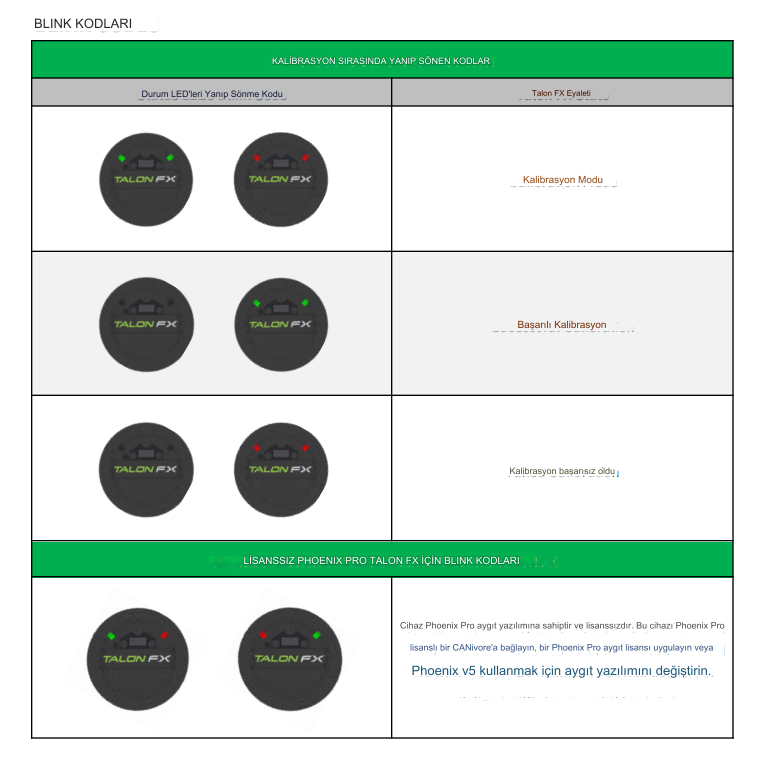 BLINK KODLARI
KALİBRASYON SIRASINDA YANIP SÖNEN KODLAR
Durum LED'leri Yanıp Sönme Kodu
Talon FX Eyaleti
TALON FX
TALON FX
Kalibrasyon Modu
TALON FX
TALON FX
Başarılı Kalibrasyon
TALON FX
TALON FX
Kalibrasyon başarısız oldu
LİSANSSIZ PHOENIX PRO TALON FX İÇİN BLINK KODLARI
TALON FX
TALON FX
Cihaz Phoenix Pro aygıt yazılımına sahiptir ve lisanssızdır. Bu cihazı Phoenix Pro
lisanslı bir CANivore'a bağlayın, bir Phoenix Pro aygıt lisansı uygulayın veya
Phoenix v5 kullanmak için aygıt yazılımını değiştirin.